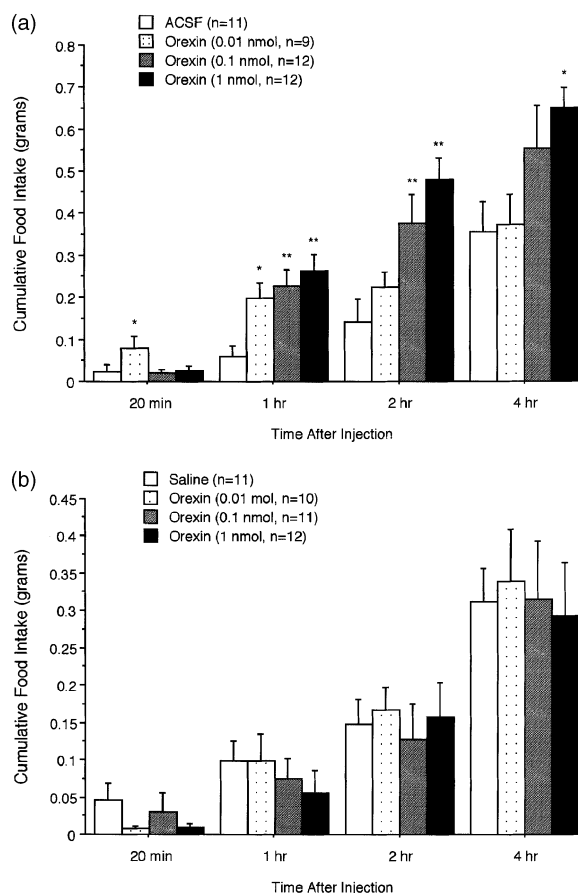 (a)
ACSF (n=11)
Orexin (0.01 nmol, n=9)
Orexin (0.1 nmol, n=12)
Orexin (1 nmol, n=12)
Cumulative Food Intake (grams)
0.8
0.7
0.6
0.5
0.4
0.3
0.2
0.1
0
*
* ** **
** **
*
20 min 1 hr 2 hr 4 hr
Time After Injection
(b)
Saline (n=11)
Orexin (0.01 mol, n=10)
Orexin (0.1 nmol, n=11)
Orexin (1 nmol, n=12)
Cumulative Food Intake (grams)
0.45
0.4
0.35
0.3
0.25
0.2
0.15
0.1
0.05
0
20 min 1 hr 2 hr 4 hr
Time After Injection